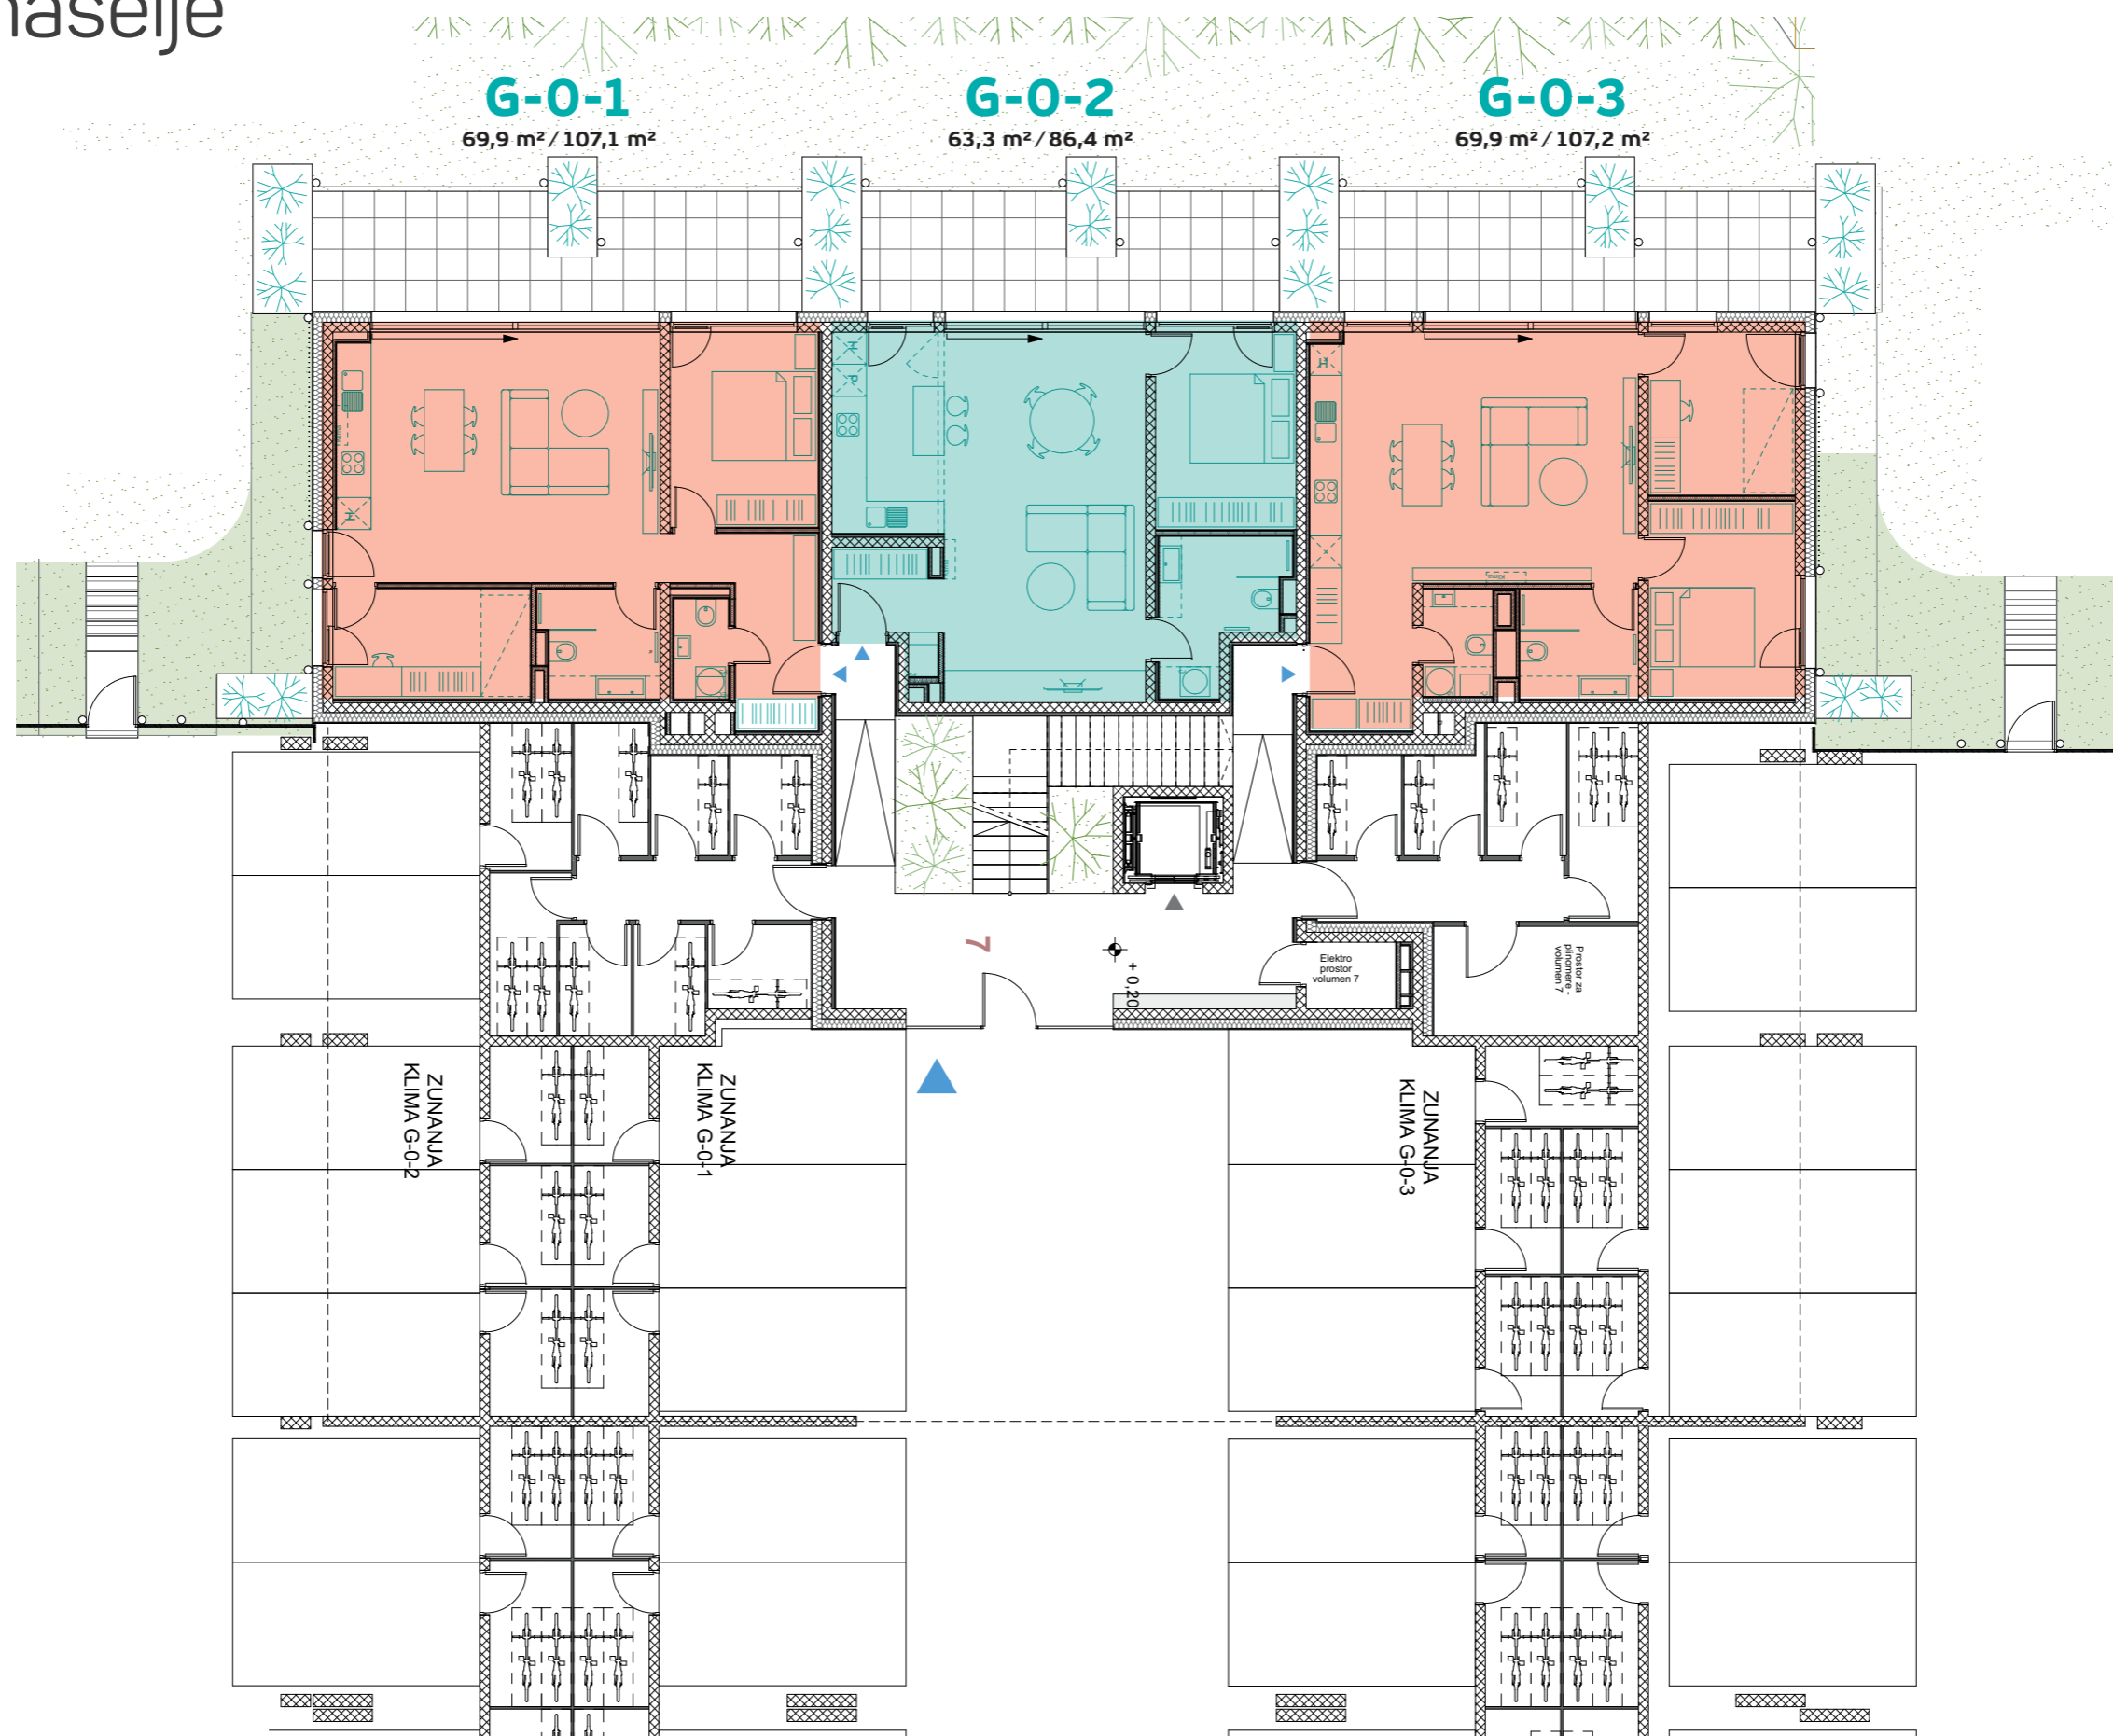 naselje
G-0-1
69,9 m² / 107,1 m²
G-0-2
63,3 m² / 86,4 m²
G-0-3
69,9 m² / 107,2 m²
H
H
P
H
Klima
7
+ 0,20
Elektro
prostor
volumen 7
Prostor za
plinomere -
volumen 7
ZUNANJA
KLIMA G-0-2
ZUNANJA
KLIMA G-0-1
ZUNANJA
KLIMA G-0-3